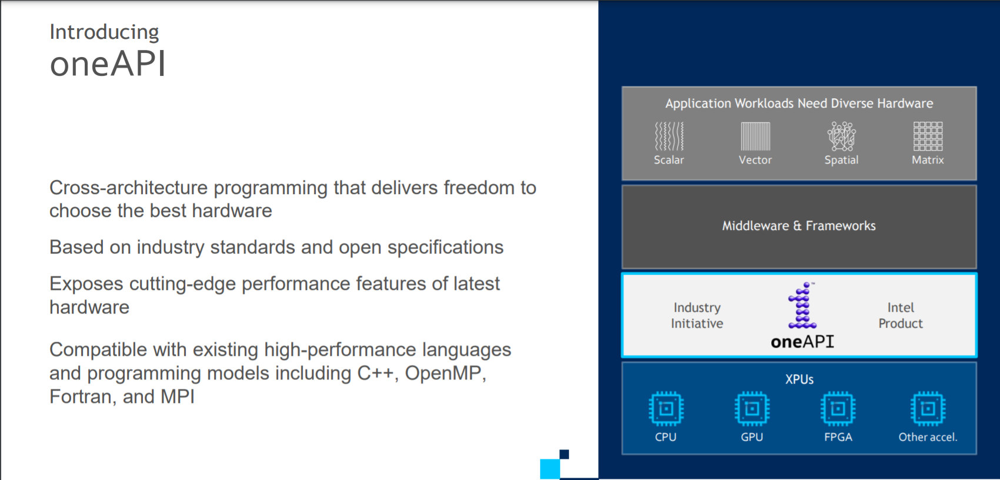 Introducing
oneAPI
Cross-architecture programming that delivers freedom to
choose the best hardware
Based on industry standards and open specifications
Exposes cutting-edge performance features of latest
hardware
Compatible with existing high-performance languages
and programming models including C++, OpenMP,
Fortran, and MPI
Application Workloads Need Diverse Hardware
Scalar
Vector
Spatial
Matrix
Middleware & Frameworks
Industry
Initiative
™
oneAPI
Intel
Product
XPUs
CPU
GPU
FPGA
Other accel.